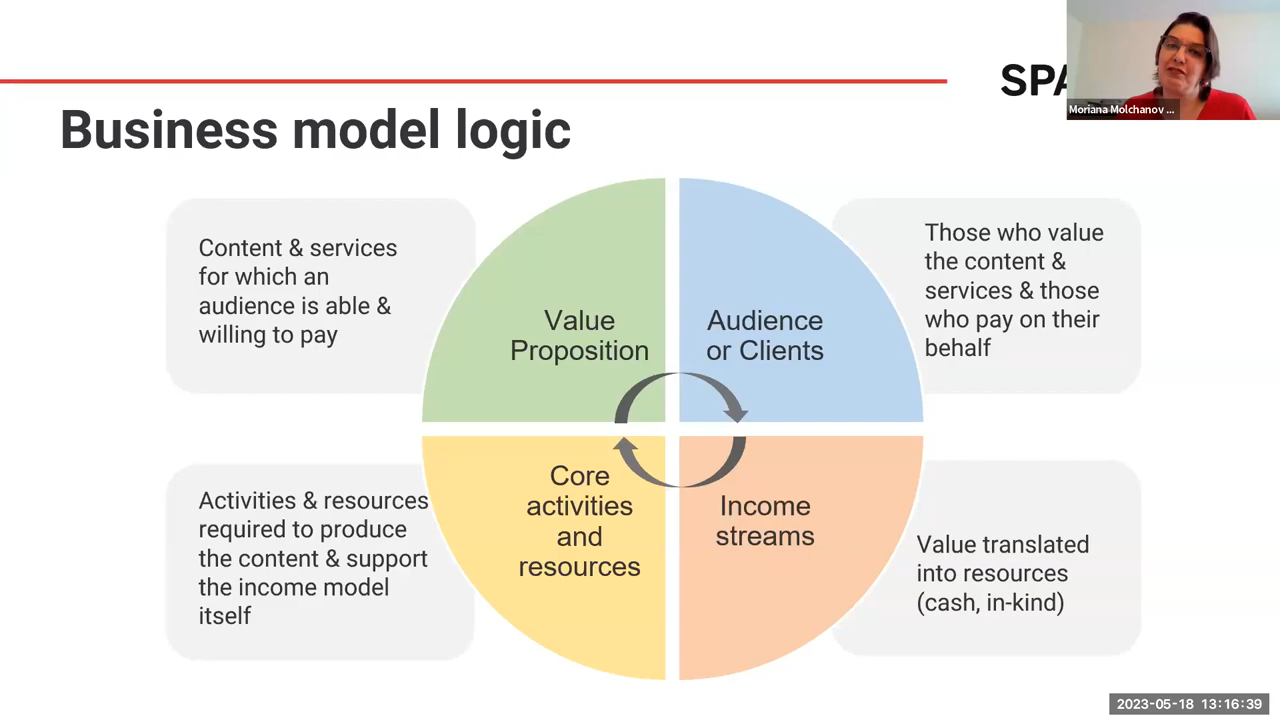 SPA
Moriana Molchanov ...
Business model logic
Content & services
for which an
audience is able &
willing to pay
Value
Proposition
Audience
or Clients
Those who value
the content &
services & those
who pay on their
behalf
Activities & resources
required to produce
the content & support
the income model
itself
Core
activities
and
resources
Income
streams
Value translated
into resources
(cash, in-kind)
2023-05-18 13:16:39